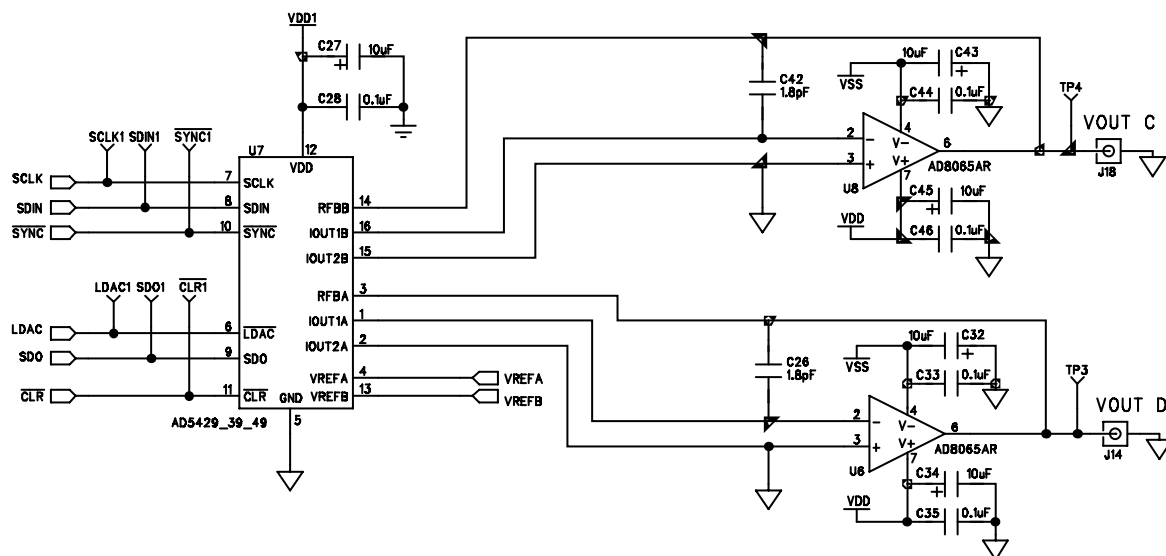 VDD1
C27
10uF
+
C28
0.1uF
SCLK1 SDIN1 SYNC1
U7
12
VDD
SCLK 7 SCLK
SDIN 8 SDIN
SYNC 10 SYNC
RFBB 14
IOUT1B 16
IOUT2B 15
LDAC1 SDO1 CLR1
RFBA 3
IOUT1A 1
LDAC 6 LDAC
IOUT2A 2
SDO 9 SDO
VREFA 4 VREFA
CLR 11 CLR
VREFB 13 VREFB
GND
5
AD5429_39_49
C42
1.8pF
VSS
10uF C43
+
C44 0.1uF
2 - 4
V-
3 + V+ 6
7
AD8065AR
U8
C45 10uF
+
VDD
C46 0.1uF
TP4
VOUT C
J18
C26
1.8pF
VSS
10uF C32
+
C33 0.1uF
2 - 4
V-
3 + V+ 6
7
AD8065AR
U6
C34 10uF
+
VDD
C35 0.1uF
TP3
VOUT D
J14